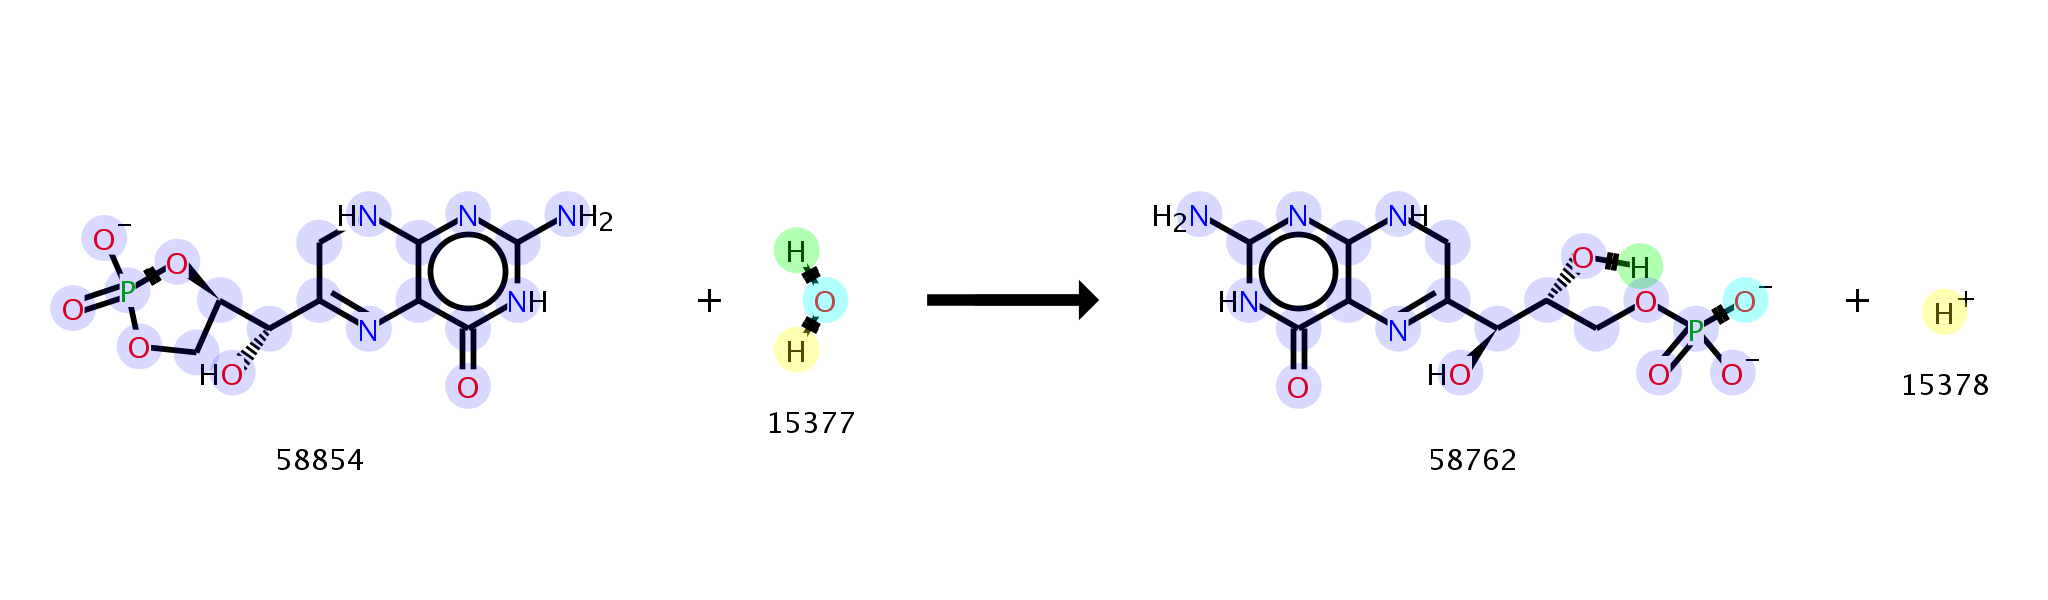 O⁻
O
P
O
O
HO
HN
N
NH₂
N
NH
O
+
H
O
H
15377
58854
H₂N
N
NH
HN
N
O
HO
O
H
O
P
O⁻
O
O⁻
58762
+
H⁺
15378